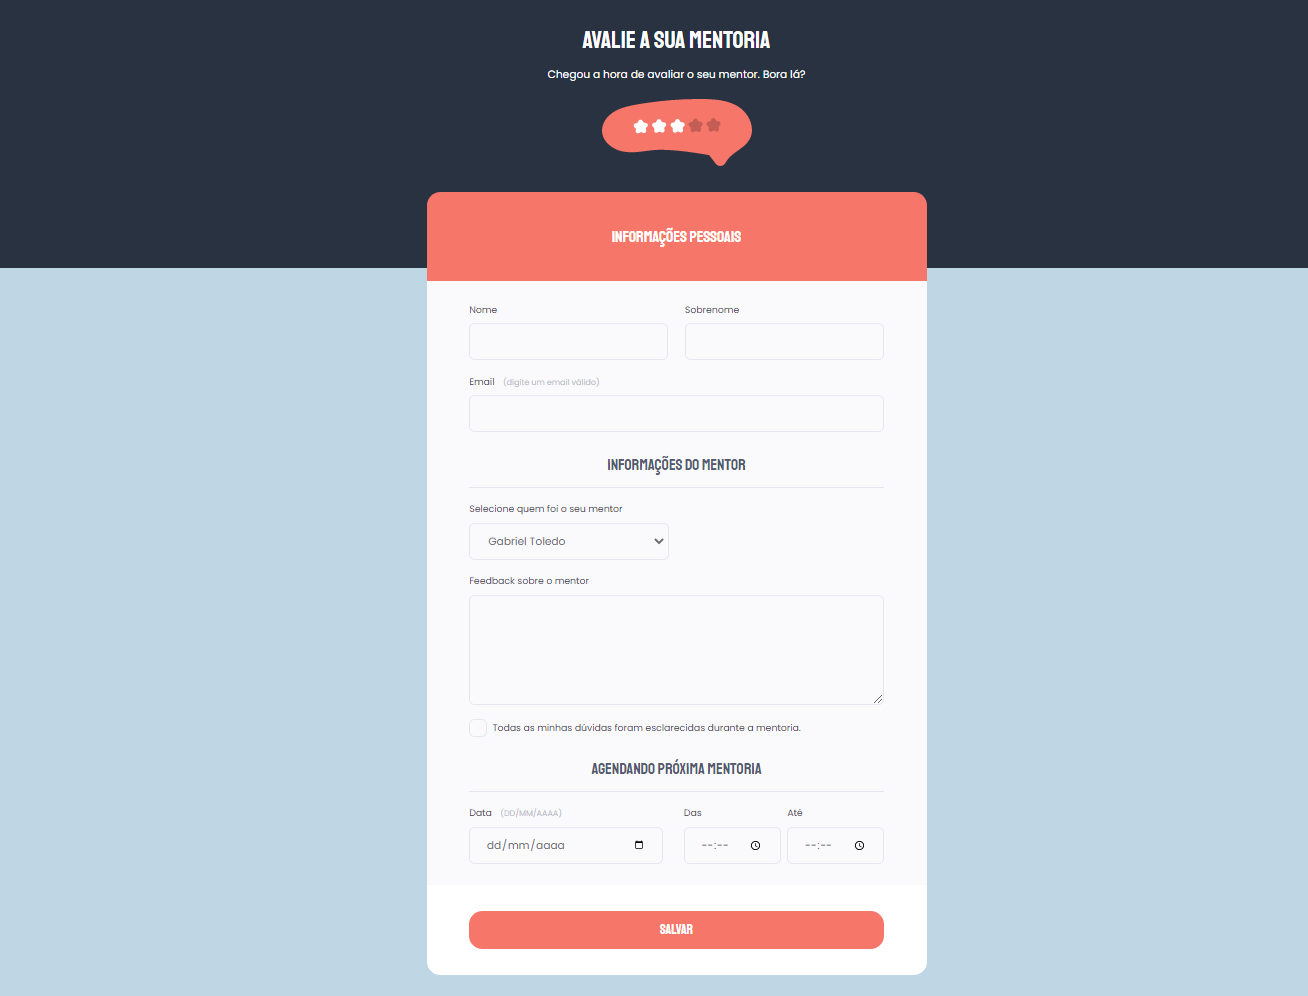 AVALIE A SUA MENTORIA
Chegou a hora de avaliar o seu mentor. Bora lá?
INFORMAÇÕES PESSOAIS
Nome Sobrenome
Email (digite um email válido)
INFORMAÇÕES DO MENTOR
Selecione quem foi o seu mentor
Gabriel Toledo
Feedback sobre o mentor
Todas as minhas dúvidas foram esclarecidas durante a mentoria.
AGENDANDO PRÓXIMA MENTORIA
Data (DD/MM/AAAA) Das Até
dd/mm/aaaa --:-- --:--
SALVAR